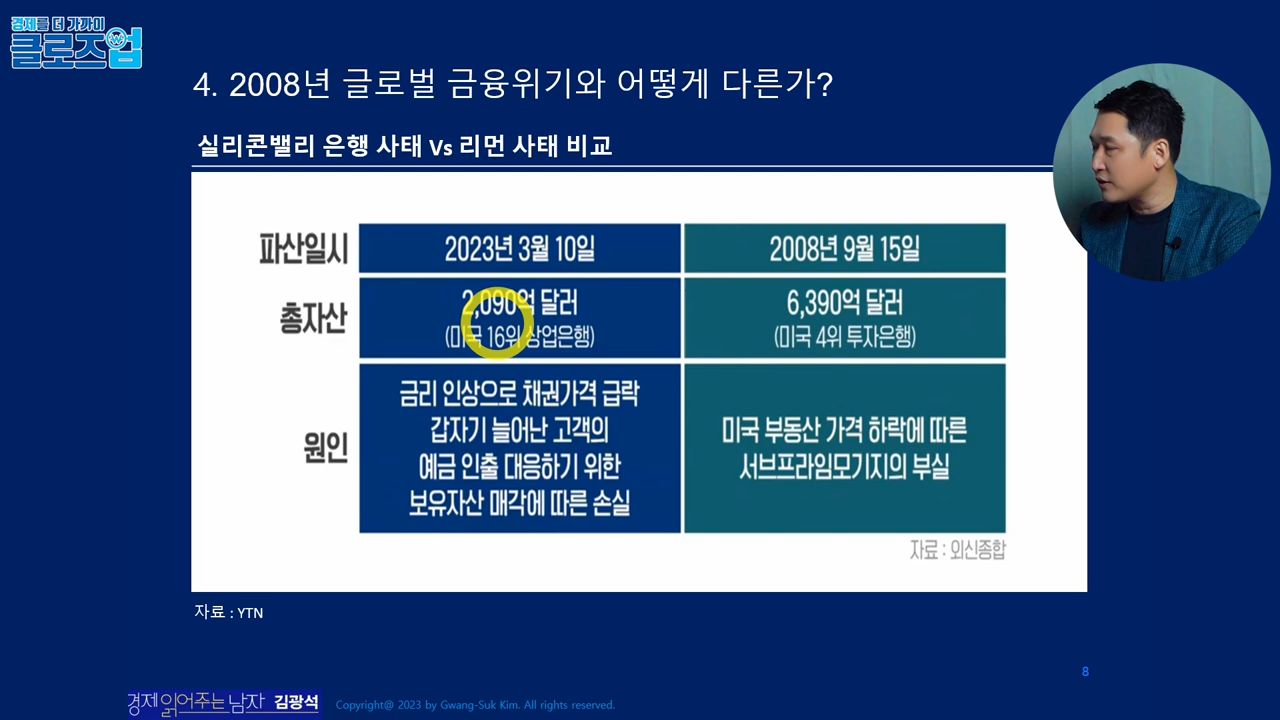 경제를 더 가까이
클로즈업
4. 2008년 글로벌 금융위기와 어떻게 다른가?
실리콘밸리 은행 사태 Vs 리먼 사태 비교
파산일시
2023년 3월 10일
2008년 9월 15일
총자산
2,090억 달러
(미국 16위 상업은행)
6,390억 달러
(미국 4위 투자은행)
원인
금리 인상으로 채권가격 급락
갑자기 늘어난 고객의
예금 인출 대응하기 위한
보유자산 매각에 따른 손실
미국 부동산 가격 하락에 따른
서브프라임모기지의 부실
자료 : 외신종합
자료 : YTN
8
경제 읽어주는 남자 김광석
Copyright@ 2023 by Gwang-Suk Kim. All rights reserved.